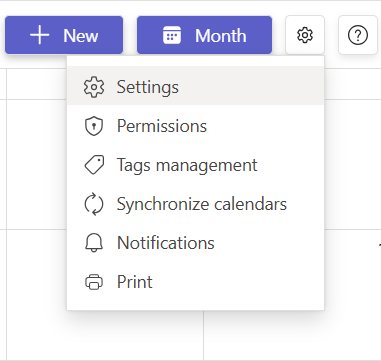 New
Month
Settings
Permissions
Tags management
Synchronize calendars
Notifications
Print